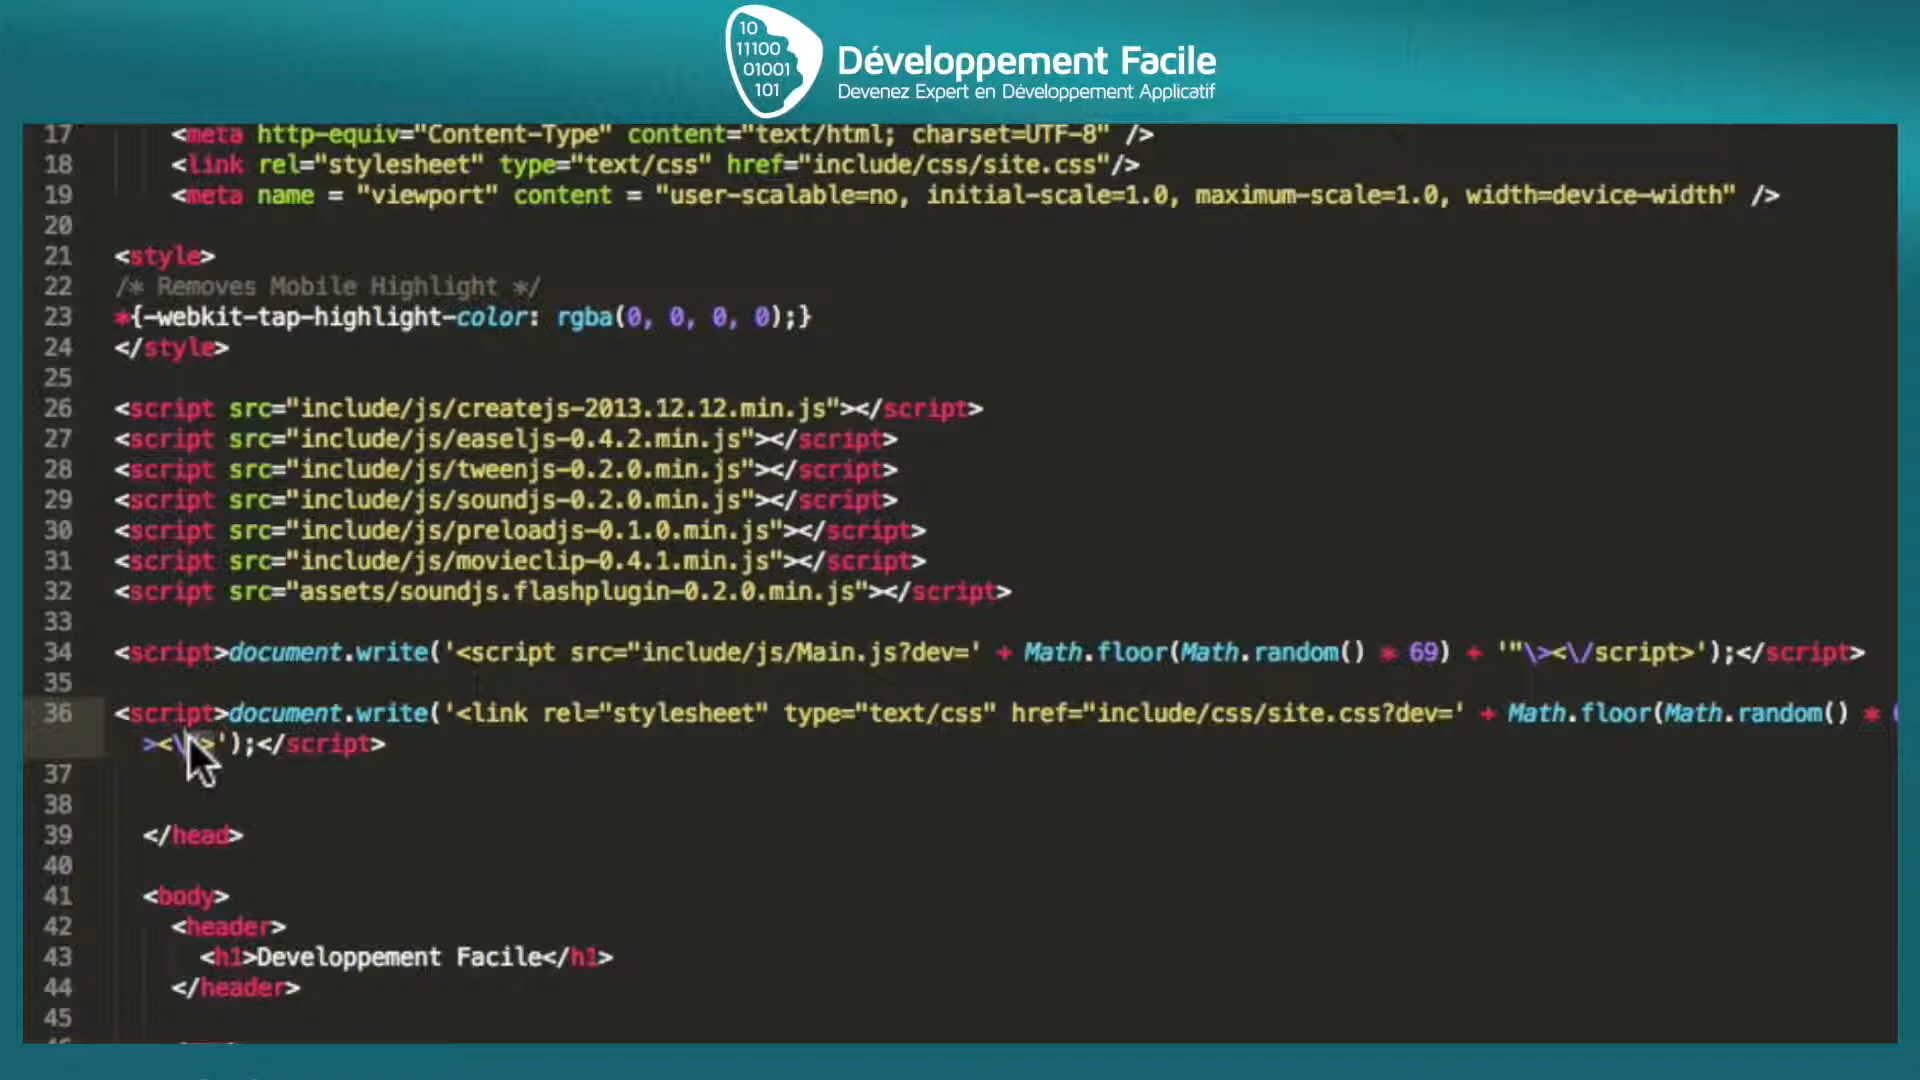 10
11100
01001
101
Développement Facile
Devenez Expert en Développement Applicatif
17 <meta http-equiv="Content-Type" content="text/html; charset=UTF-8" />
18 <link rel="stylesheet" type="text/css" href="include/css/site.css"/>
19 <meta name = "viewport" content = "user-scalable=no, initial-scale=1.0, maximum-scale=1.0, width=device-width" />
20
21 <style>
22 /* Removes Mobile Highlight */
23 *{-webkit-tap-highlight-color: rgba(0, 0, 0, 0);}
24 </style>
25
26 <script src="include/js/createjs-2013.12.12.min.js"></script>
27 <script src="include/js/easeljs-0.4.2.min.js"></script>
28 <script src="include/js/tweenjs-0.2.0.min.js"></script>
29 <script src="include/js/soundjs-0.2.0.min.js"></script>
30 <script src="include/js/preloadjs-0.1.0.min.js"></script>
31 <script src="include/js/movieclip-0.4.1.min.js"></script>
32 <script src="assets/soundjs.flashplugin-0.2.0.min.js"></script>
33
34 <script>document.write('<script src="include/js/Main.js?dev=' + Math.floor(Math.random() * 69) + '"\><\/script>');</script>
35
36 <script>document.write('<link rel="stylesheet" type="text/css" href="include/css/site.css?dev=' + Math.floor(Math.random() *
><\/>');</script>
37
38
39 </head>
40
41 <body>
42 <header>
43 <h1>Developpement Facile</h1>
44 </header>
45